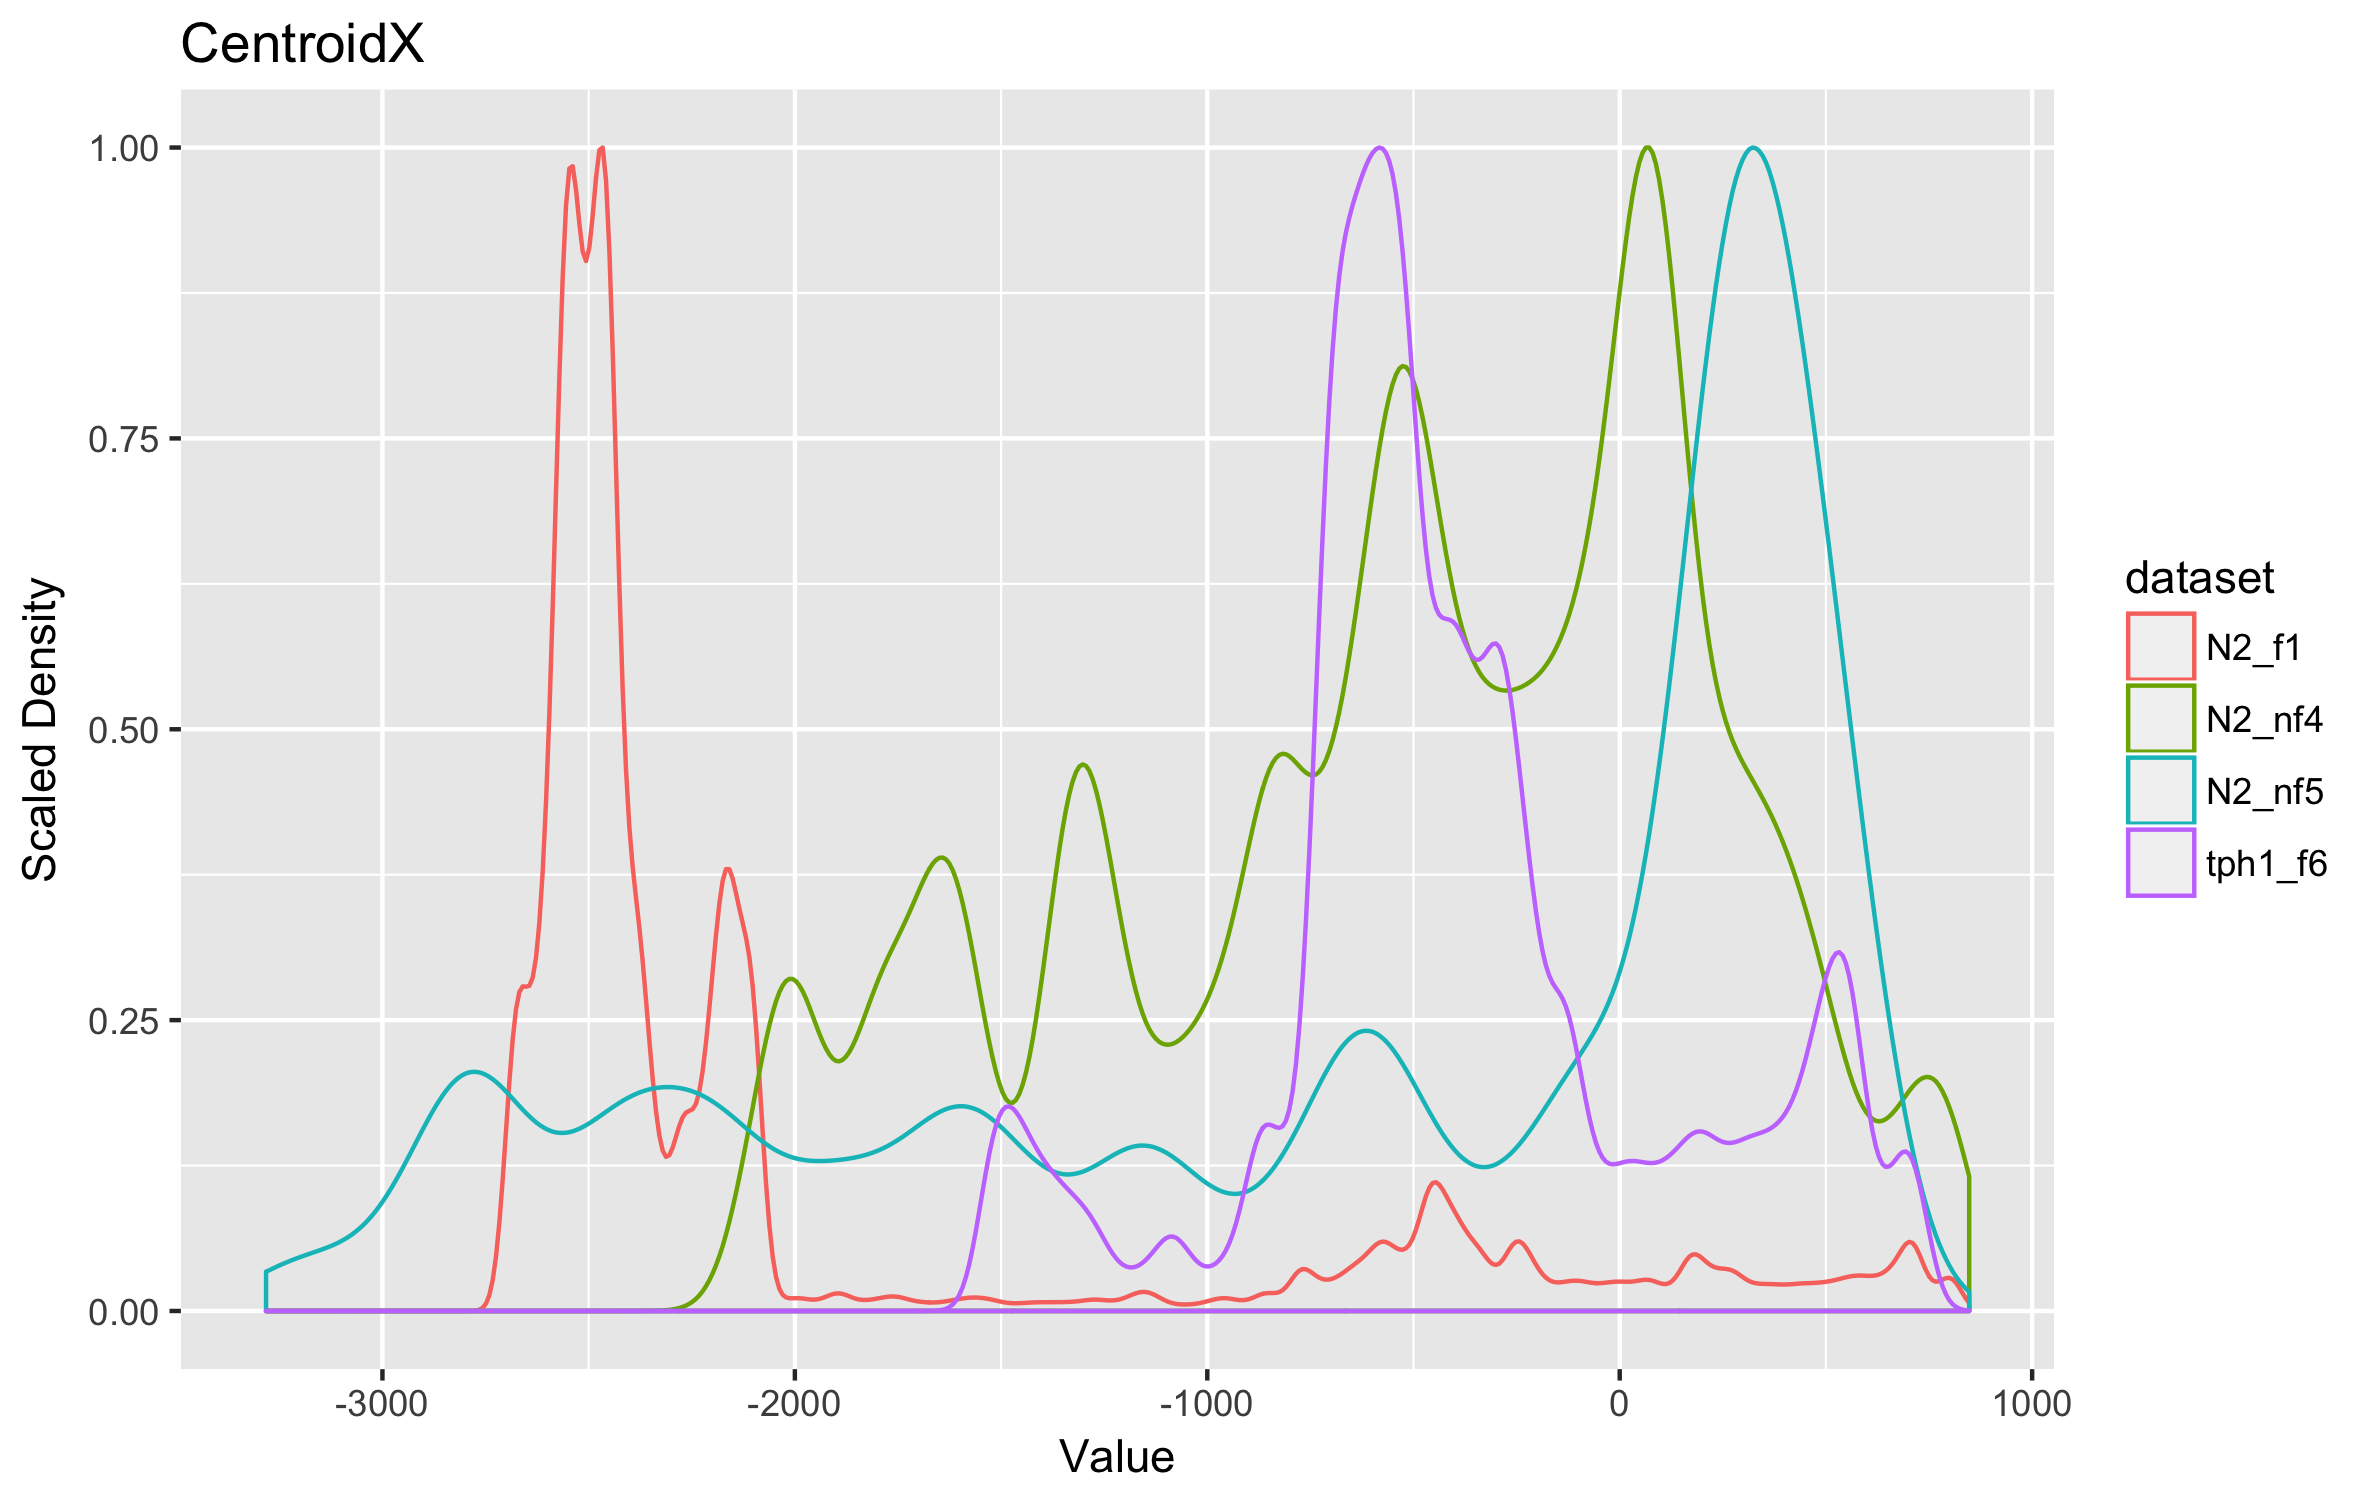 CentroidX
1.00
0.75
0.50
0.25
0.00
Scaled Density
-3000 -2000 -1000 0 1000
Value
dataset
N2_f1
N2_nf4
N2_nf5
tph1_f6